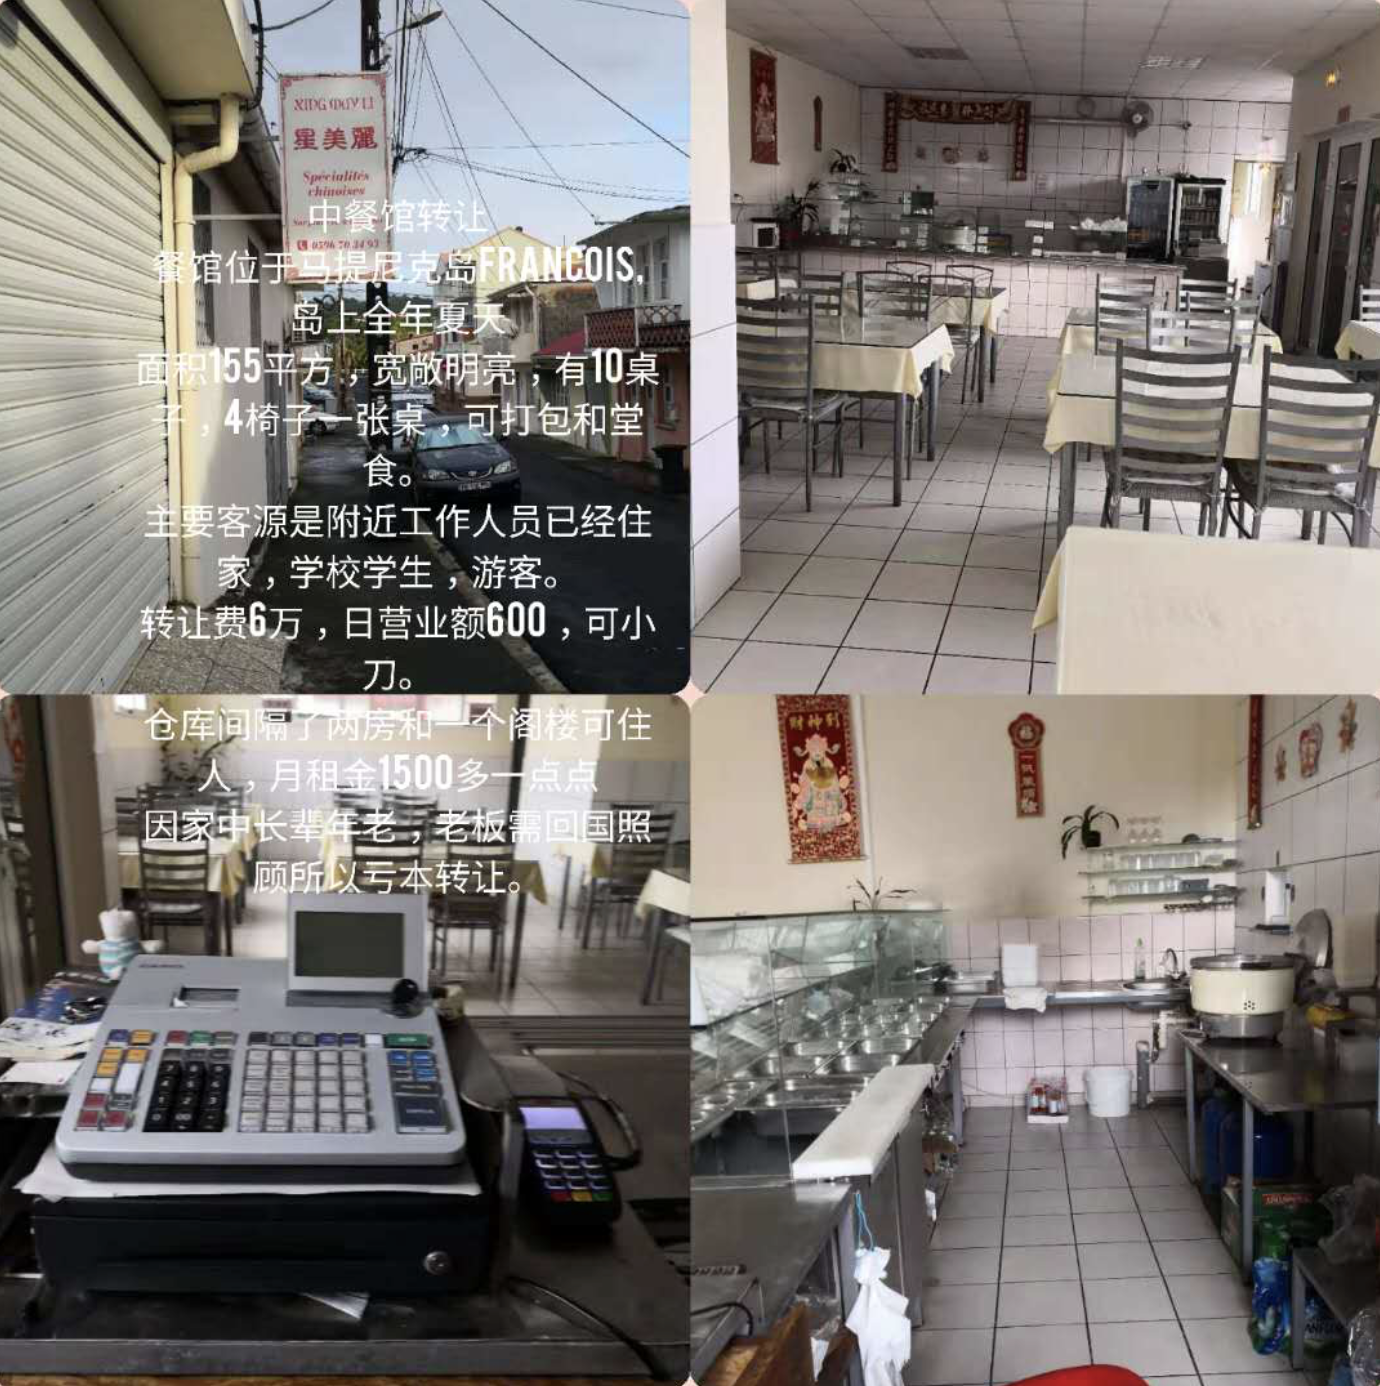 星美麗
Spécialités
chinoises
中餐馆转让
餐馆位于马提尼克岛FRANCOIS,
岛上全年夏天
面积155平方，宽敞明亮，有10桌
子，4椅子一张桌，可打包和堂
食。
主要客源是附近工作人员已经住
家，学校学生，游客。
转让费6万，日营业额600，可小
刀。
仓库间隔了两房和一个阁楼可住
人，月租金1500多一点点
因家中长辈年老，老板需回国照
顾所以亏本转让。
财神到
福